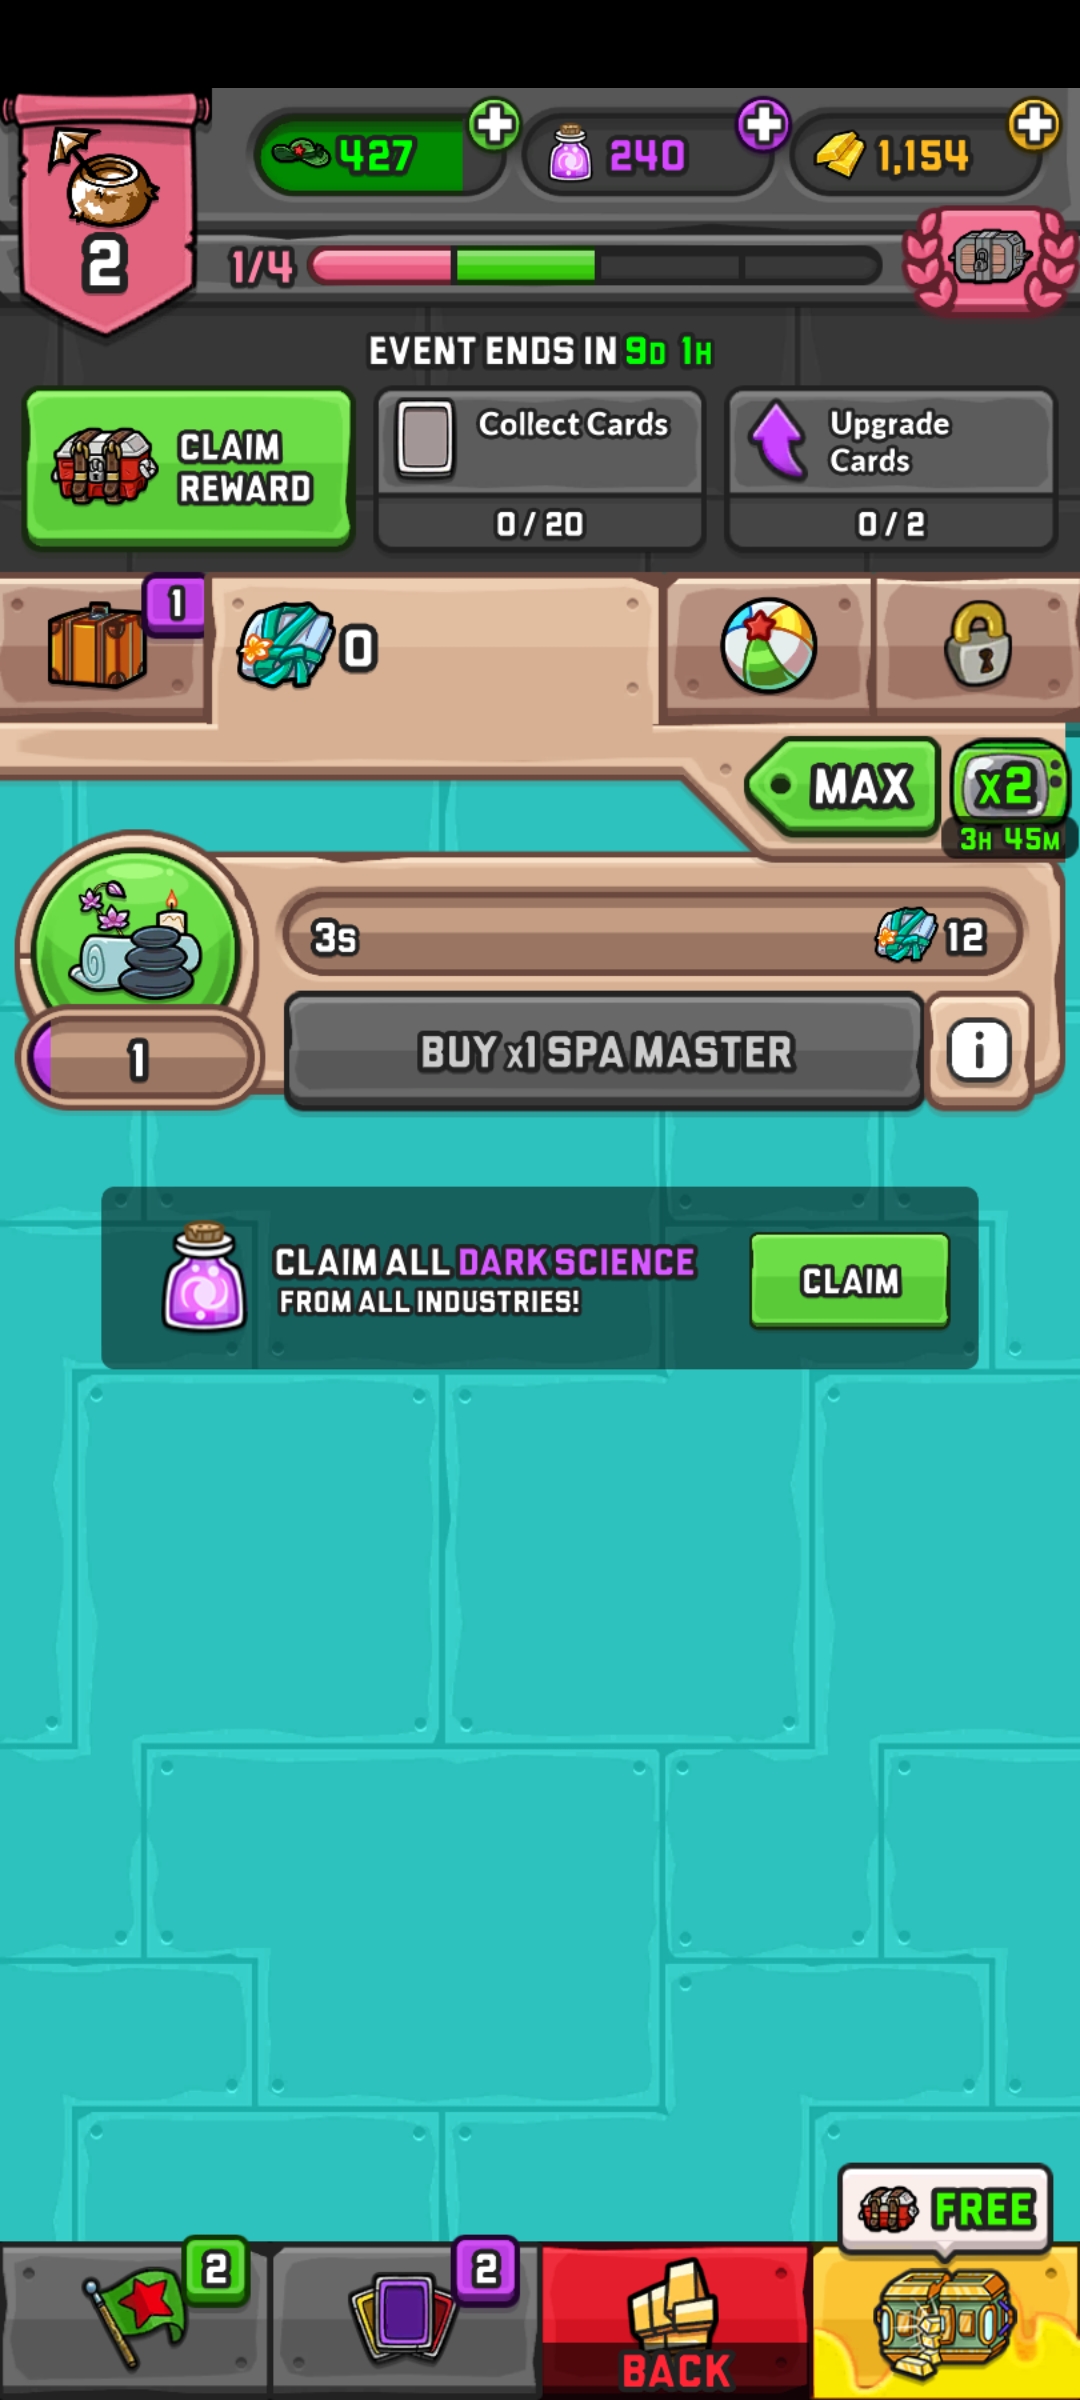 2
427
240
1,154
1/4
EVENT ENDS IN 9D 1H
CLAIM
REWARD
Collect Cards
0 / 20
Upgrade
Cards
0 / 2
1
0
MAX
x2
3H 45M
3s
12
1
BUY x1 SPA MASTER
i
CLAIM ALL DARK SCIENCE
FROM ALL INDUSTRIES!
CLAIM
FREE
2
2
BACK